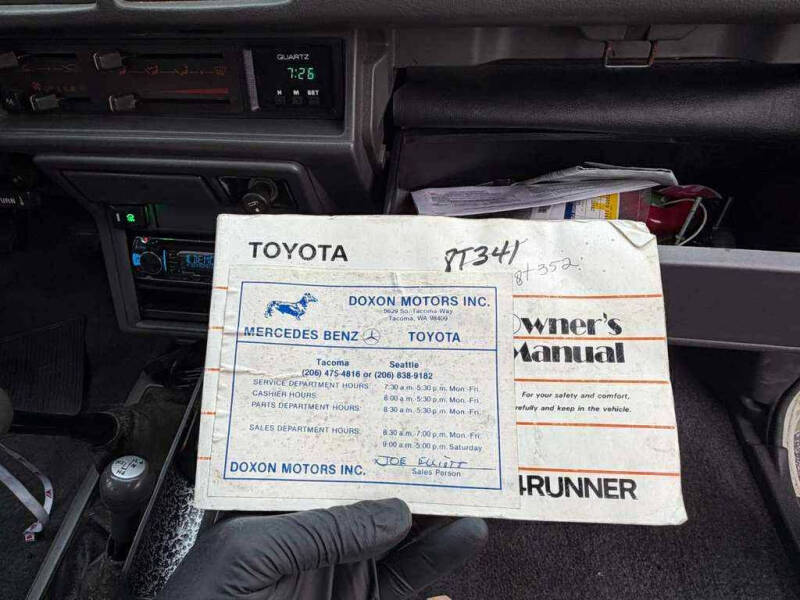 QUARTZ
7:26
H M SET
TOYOTA
8T341
8T352
DOXON MOTORS INC.
5629 So. Tacoma Way
Tacoma, WA 98409
MERCEDES BENZ TOYOTA
Tacoma Seattle
(206) 475-4816 or (206) 838-9182
SERVICE DEPARTMENT HOURS: 7:30 a.m.-5:30 p.m. Mon.-Fri.
CASHIER HOURS: 8:00 a.m.-5:30 p.m. Mon.-Fri.
PARTS DEPARTMENT HOURS: 8:30 a.m.-5:30 p.m. Mon.-Fri.
SALES DEPARTMENT HOURS: 8:30 a.m.-7:00 p.m. Mon.-Fri.
9:00 a.m.-5:00 p.m. Saturday
JOE ELLIOTT
DOXON MOTORS INC. Sales Person
Owner's
Manual
For your safety and comfort,
refully and keep in the vehicle.
4RUNNER